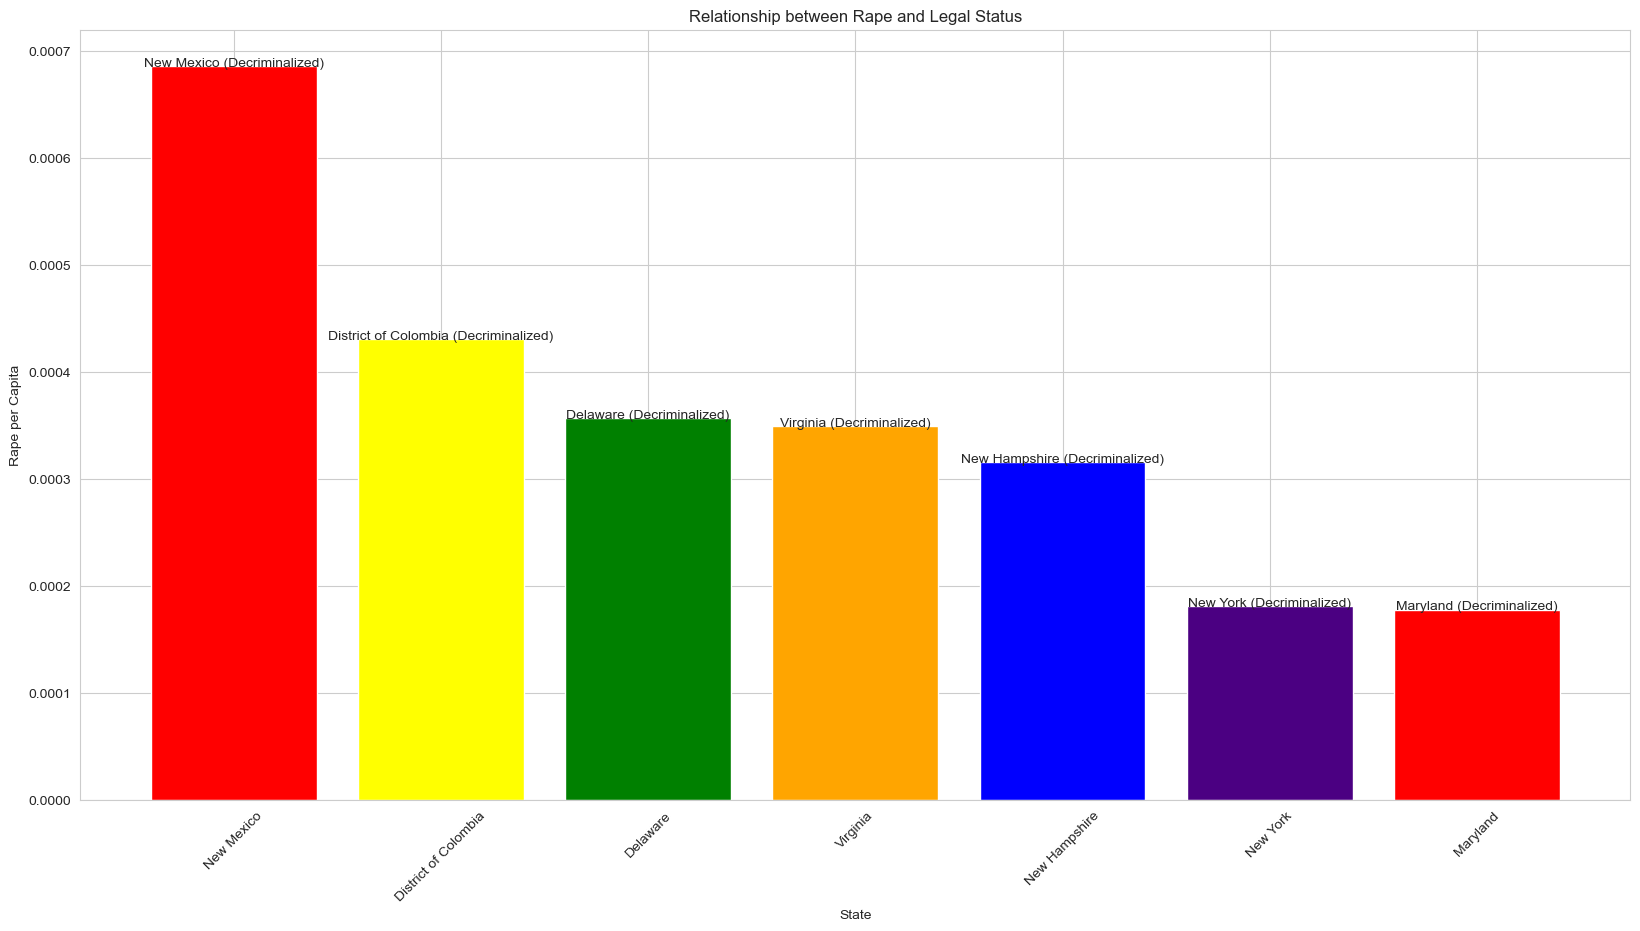 Relationship between Rape and Legal Status
0.0007
0.0006
0.0005
0.0004
0.0003
0.0002
0.0001
0.0000
Rape per Capita
New Mexico (Decriminalized)
District of Colombia (Decriminalized)
Delaware (Decriminalized)
Virginia (Decriminalized)
New Hampshire (Decriminalized)
New York (Decriminalized)
Maryland (Decriminalized)
New Mexico
District of Colombia
Delaware
Virginia
New Hampshire
New York
Maryland
State